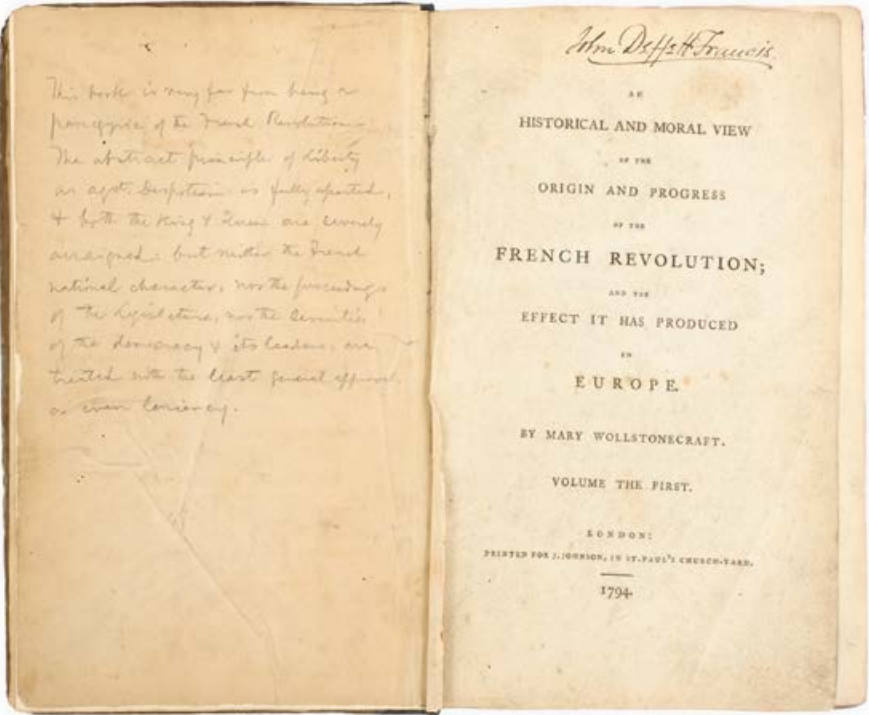 This book is very far from being a
panegyric of the French Revolution.
The abstract principle of liberty
as agst. Despotism is fully asserted,
& both the King & Queen are severely
arraigned: but neither the French
national character, nor the proceedings
of the legislature, nor the severities
of the democracy & its leaders, are
treated with the least general approval
or even leniency.
John Deffett Francis.
AN
HISTORICAL AND MORAL VIEW
OF THE
ORIGIN AND PROGRESS
OF THE
FRENCH REVOLUTION;
AND THE
EFFECT IT HAS PRODUCED
IN
EUROPE.
BY MARY WOLLSTONECRAFT.
VOLUME THE FIRST.
LONDON:
PRINTED FOR J. JOHNSON, IN ST. PAUL'S CHURCH-YARD.
1794.